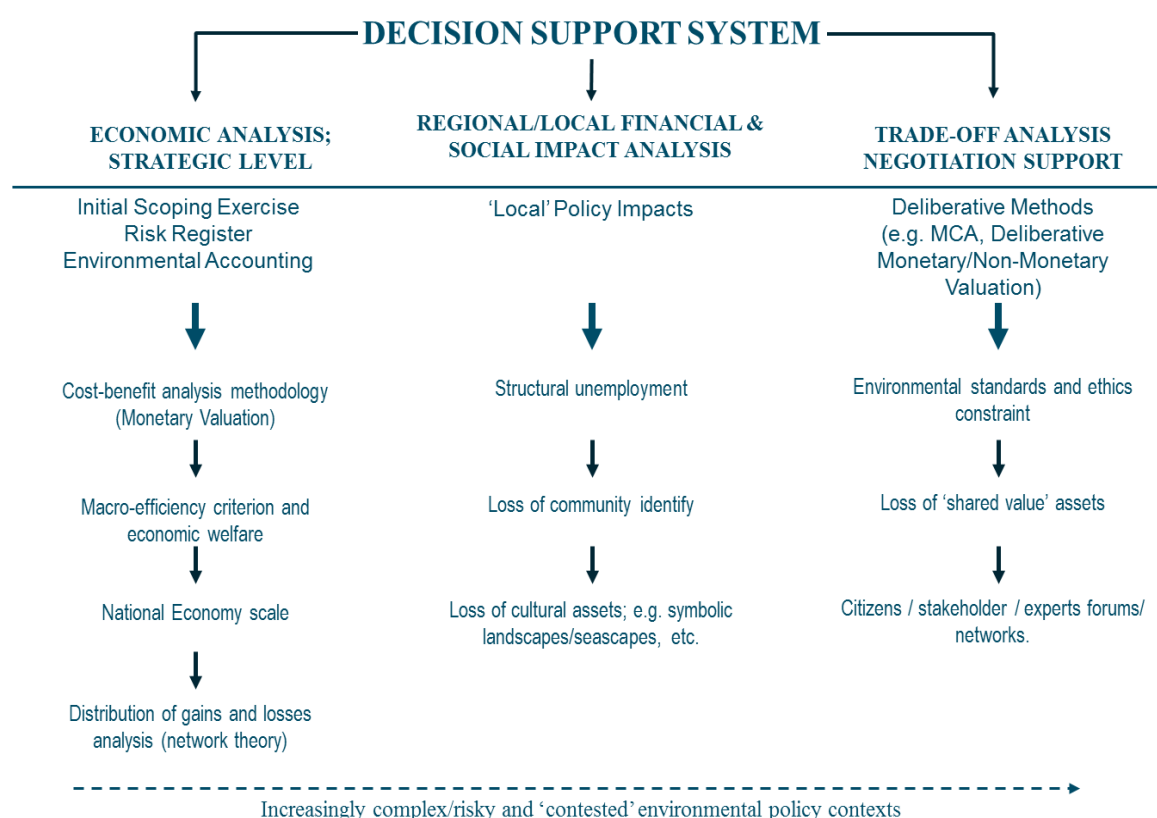 DECISION SUPPORT SYSTEM
ECONOMIC ANALYSIS;
STRATEGIC LEVEL
Initial Scoping Exercise
Risk Register
Environmental Accounting
Cost-benefit analysis methodology
(Monetary Valuation)
Macro-efficiency criterion and
economic welfare
National Economy scale
Distribution of gains and losses
analysis (network theory)
REGIONAL/LOCAL FINANCIAL &
SOCIAL IMPACT ANALYSIS
‘Local’ Policy Impacts
Structural unemployment
Loss of community identify
Loss of cultural assets; e.g. symbolic
landscapes/seascapes, etc.
TRADE-OFF ANALYSIS
NEGOTIATION SUPPORT
Deliberative Methods
(e.g. MCA, Deliberative
Monetary/Non-Monetary
Valuation)
Environmental standards and ethics
constraint
Loss of ‘shared value’ assets
Citizens / stakeholder / experts forums/
networks.
Increasingly complex/risky and ‘contested’ environmental policy contexts